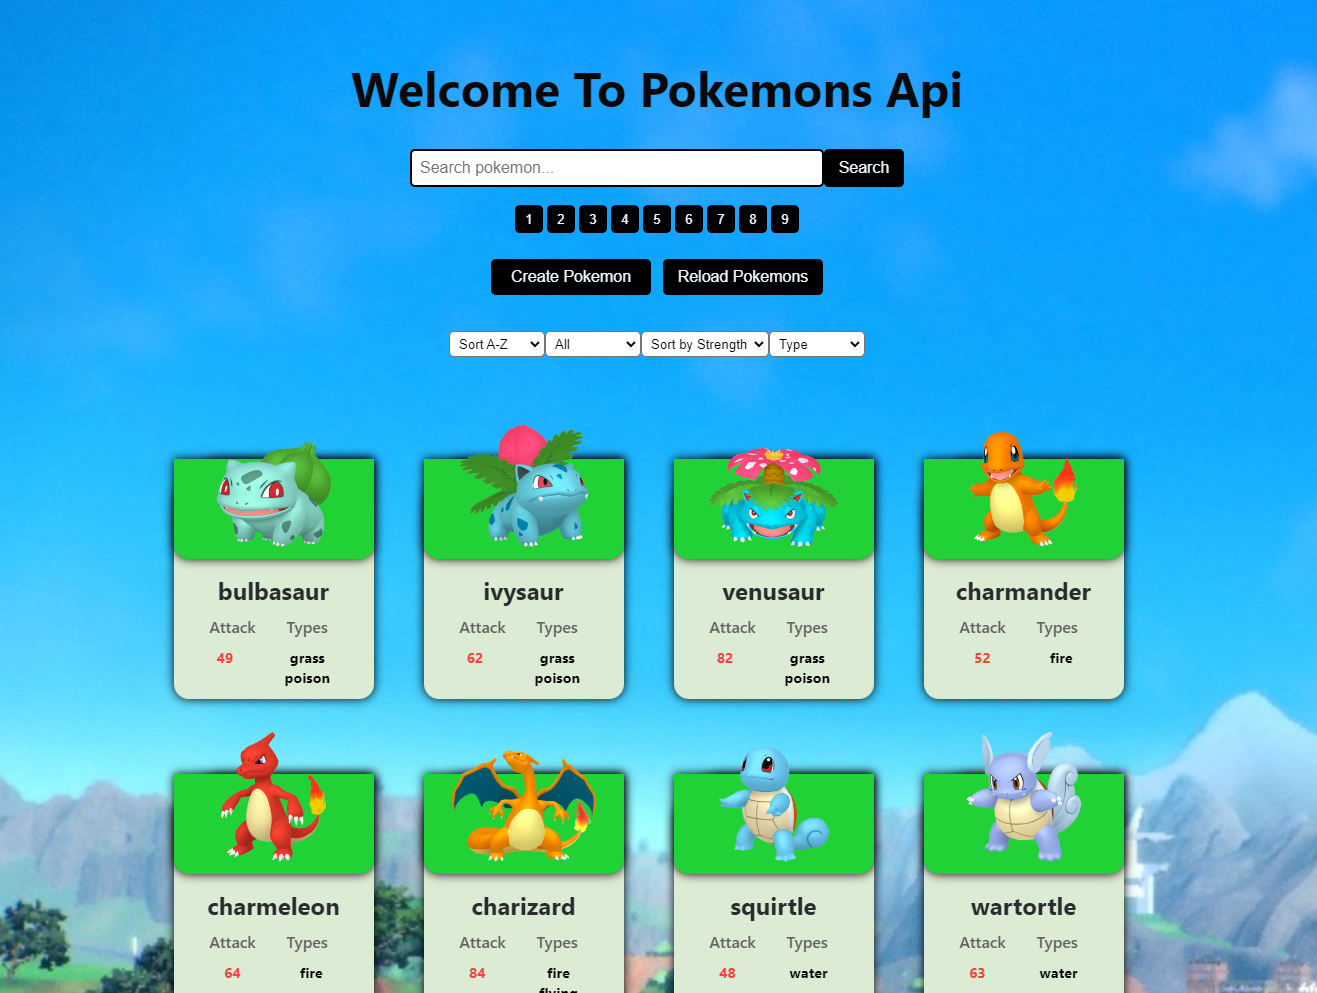 Welcome To Pokemons Api
Search pokemon... Search
1 2 3 4 5 6 7 8 9
Create Pokemon Reload Pokemons
Sort A-Z All Sort by Strength Type
bulbasaur ivysaur venusaur charmander
Attack Types Attack Types Attack Types Attack Types
49 grass 62 grass 82 grass 52 fire
poison poison poison
charmeleon charizard squirtle wartortle
Attack Types Attack Types Attack Types Attack Types
64 fire 84 fire 48 water 63 water
flying